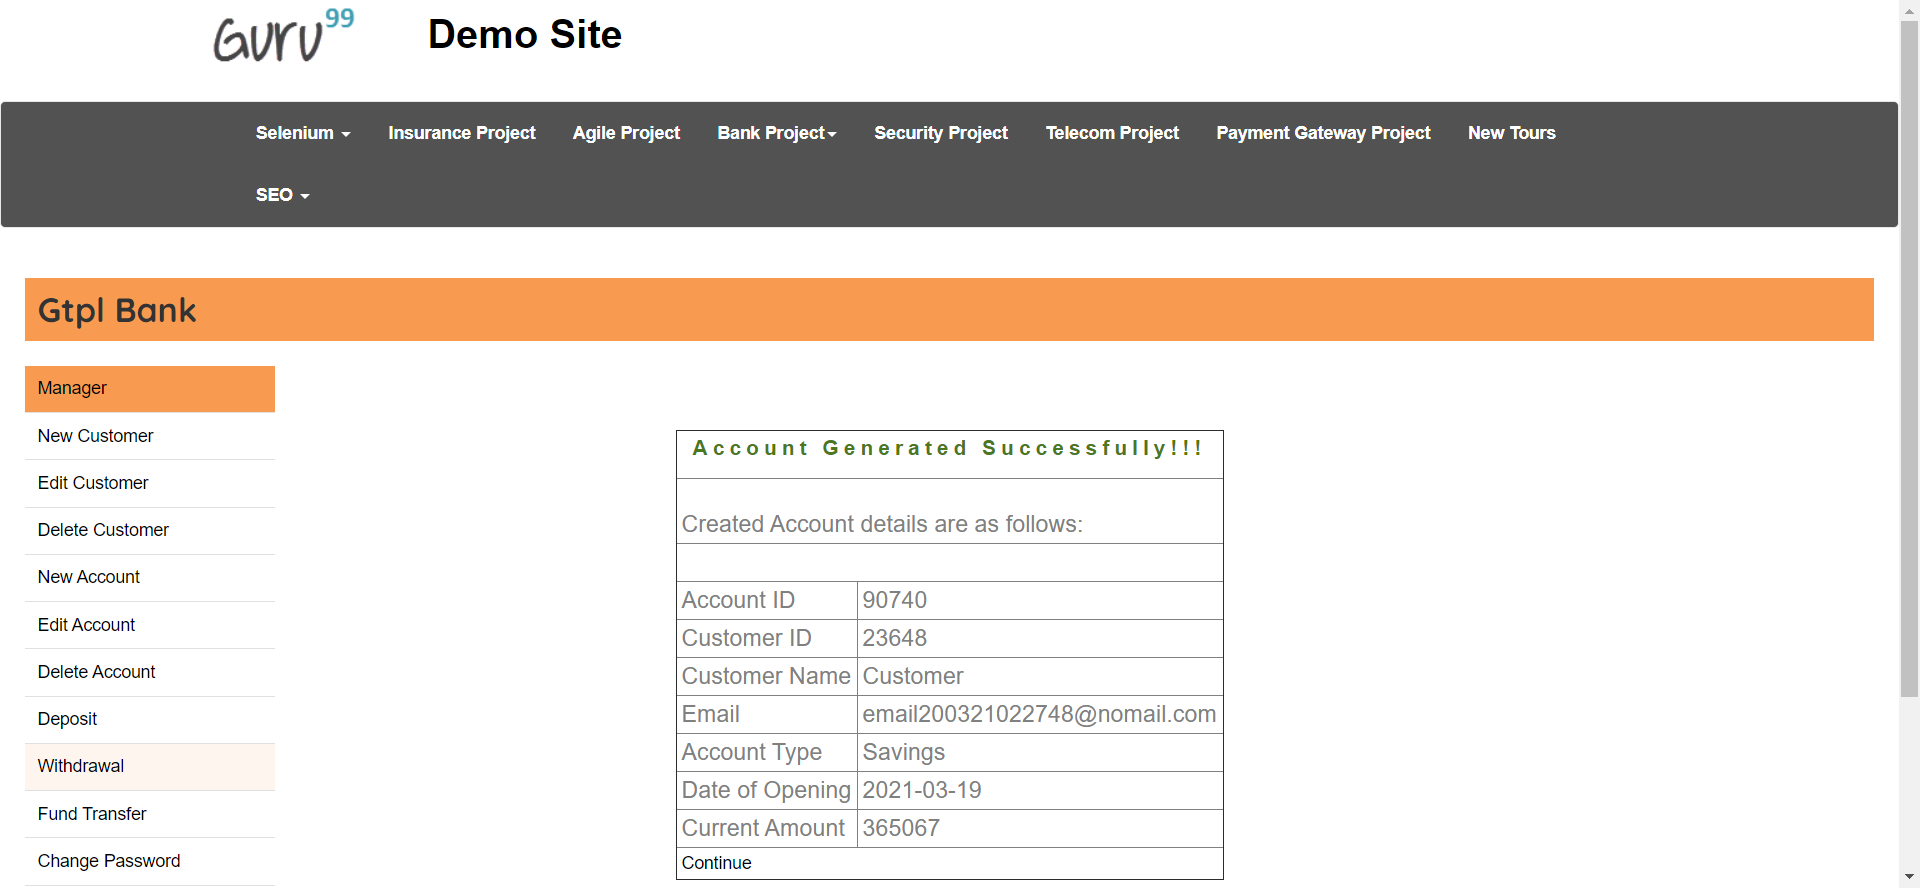 Guru99
Demo Site
Selenium Insurance Project Agile Project Bank Project Security Project Telecom Project Payment Gateway Project New Tours
SEO
Gtpl Bank
Manager
New Customer
Edit Customer
Delete Customer
New Account
Edit Account
Delete Account
Deposit
Withdrawal
Fund Transfer
Change Password
Account Generated Successfully!!!
Created Account details are as follows:
Account ID 90740
Customer ID 23648
Customer Name Customer
Email email200321022748@nomail.com
Account Type Savings
Date of Opening 2021-03-19
Current Amount 365067
Continue